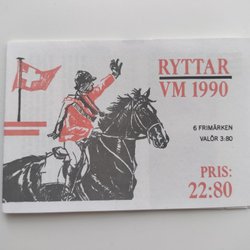 RYTTAR
VM 1990
6 FRIMÄRKEN
VALÖR 3:80
PRIS:
22:80